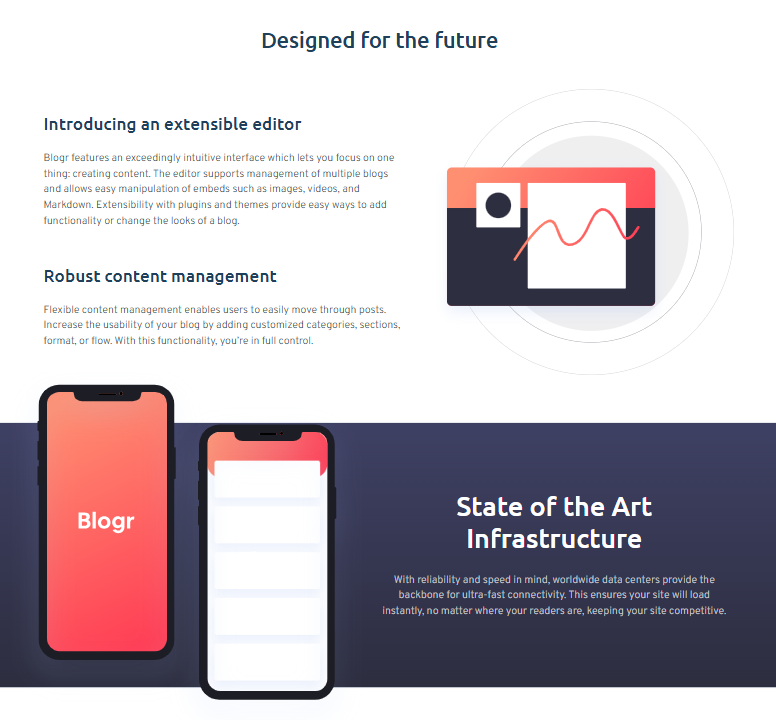 Designed for the future
Introducing an extensible editor
Blogr features an exceedingly intuitive interface which lets you focus on one
thing: creating content. The editor supports management of multiple blogs
and allows easy manipulation of embeds such as images, videos, and
Markdown. Extensibility with plugins and themes provide easy ways to add
functionality or change the looks of a blog.
Robust content management
Flexible content management enables users to easily move through posts.
Increase the usability of your blog by adding customized categories, sections,
format, or flow. With this functionality, you're in full control.
Blogr
State of the Art
Infrastructure
With reliability and speed in mind, worldwide data centers provide the
backbone for ultra-fast connectivity. This ensures your site will load
instantly, no matter where your readers are, keeping your site competitive.